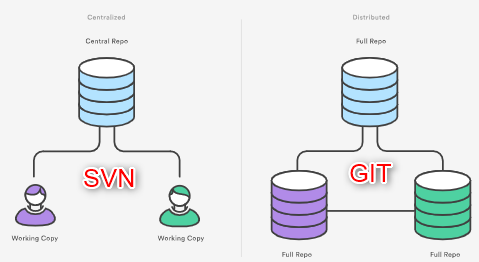 Centralized
Central Repo
SVN
Working Copy
Working Copy
Distributed
Full Repo
GIT
Full Repo
Full Repo